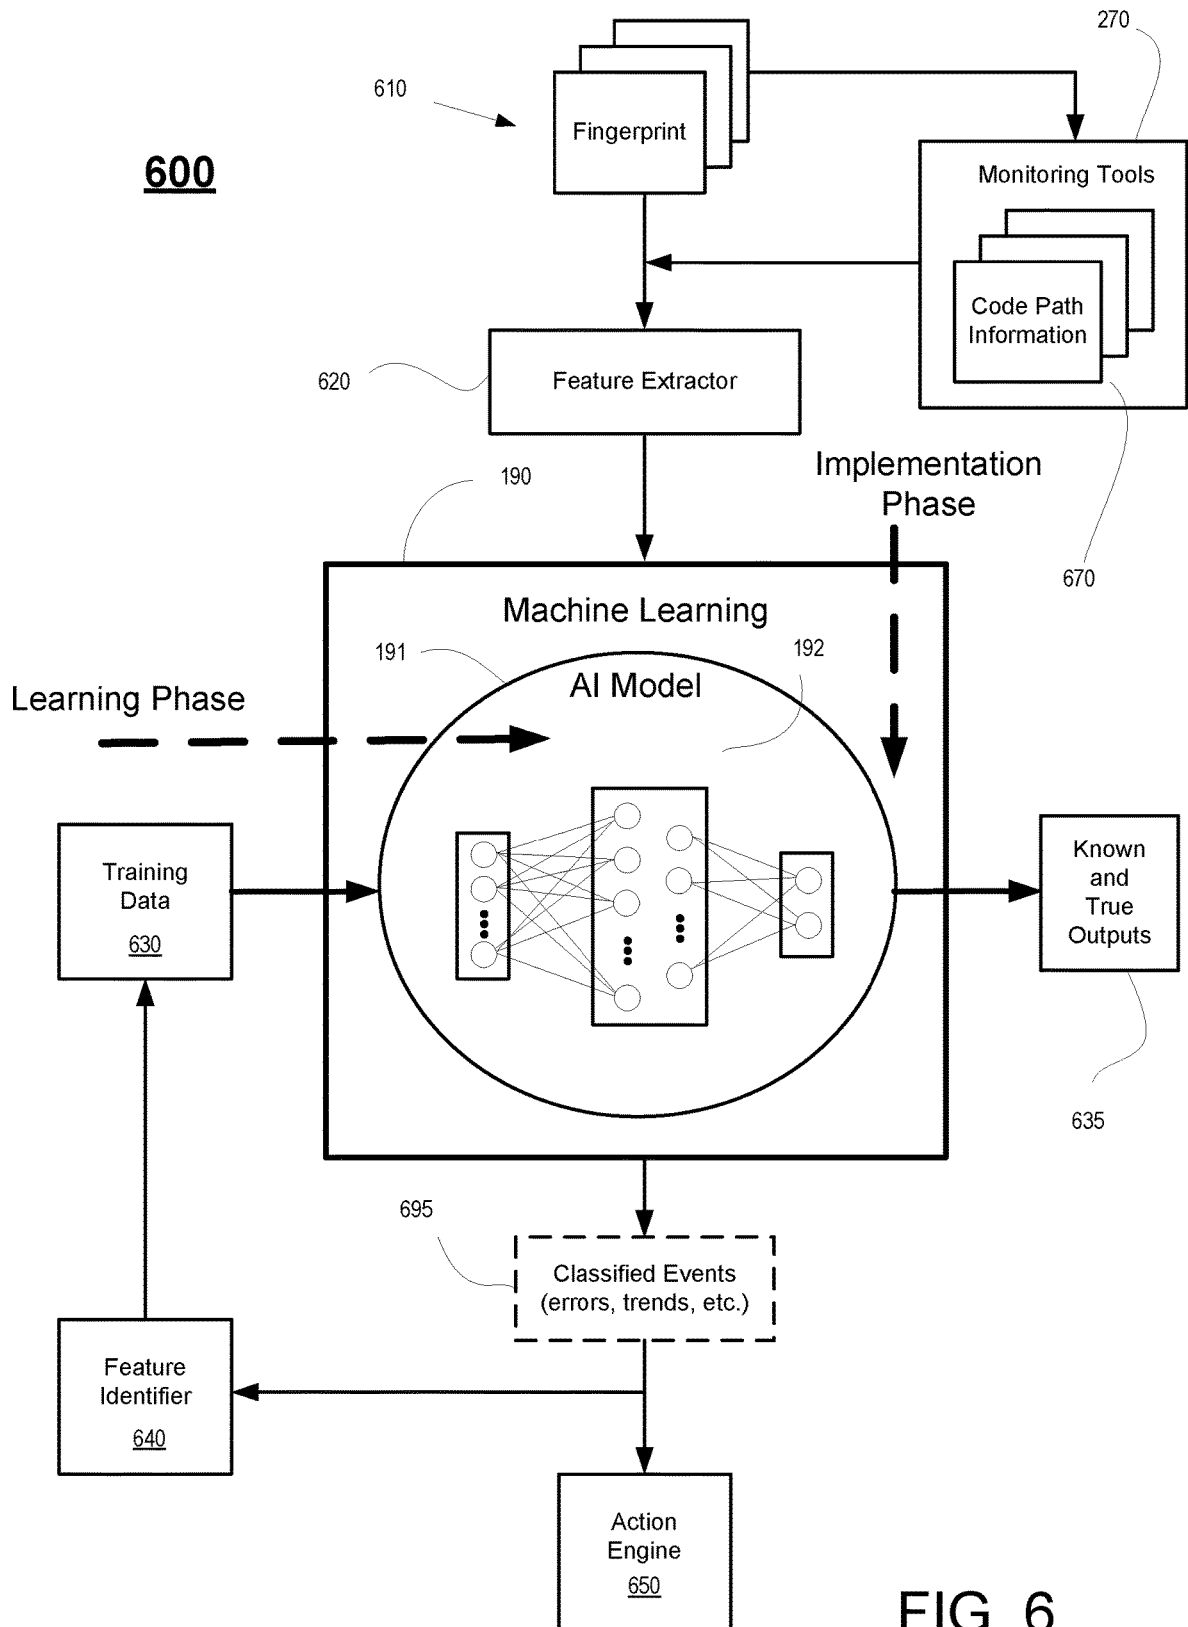 270
610
Fingerprint
600
Monitoring Tools
Code Path
Information
620
Feature Extractor
190
Implementation
Phase
670
Machine Learning
191
192
AI Model
Learning Phase
Training
Data
630
Known
and
True
Outputs
635
695
Classified Events
(errors, trends, etc.)
Feature
Identifier
640
Action
Engine
650
FIG. 6